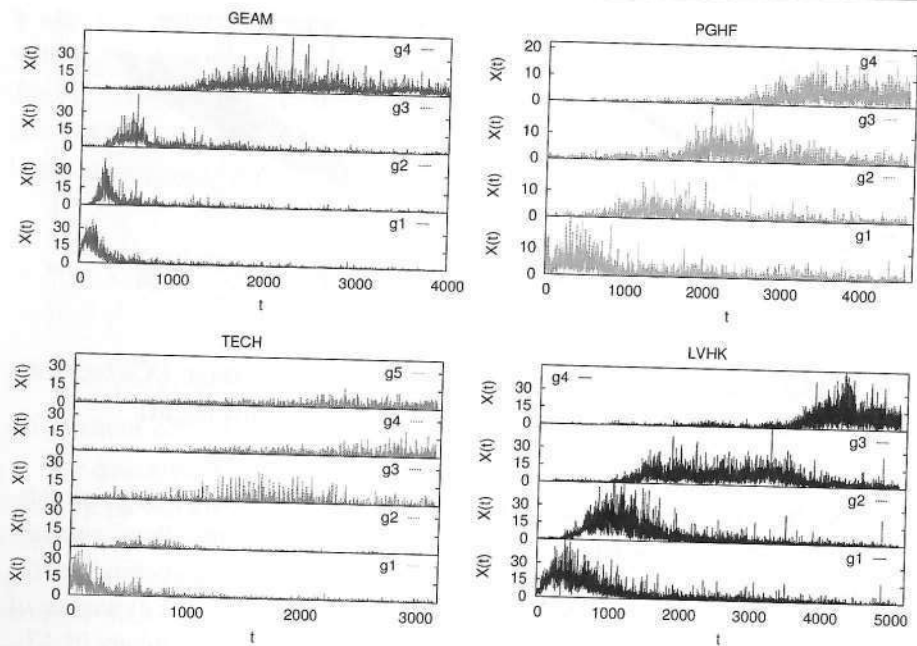 GEAM
X(t) 30 15 0 g4
X(t) 30 15 0 g3
X(t) 30 15 0 g2
X(t) 30 15 0 g1
0 1000 2000 3000 4000
t
PGHF
X(t) 20 10 0 g4
X(t) 10 0 g3
X(t) 10 0 g2
X(t) 10 0 g1
0 1000 2000 3000 4000
t
TECH
X(t) 30 15 0 g5
X(t) 30 15 0 g4
X(t) 30 15 0 g3
X(t) 30 15 0 g2
X(t) 30 15 0 g1
0 1000 2000 3000
t
LVHK
X(t) 30 15 0 g4
X(t) 30 15 0 g3
X(t) 30 15 0 g2
X(t) 30 15 0 g1
0 1000 2000 3000 4000 5000
t